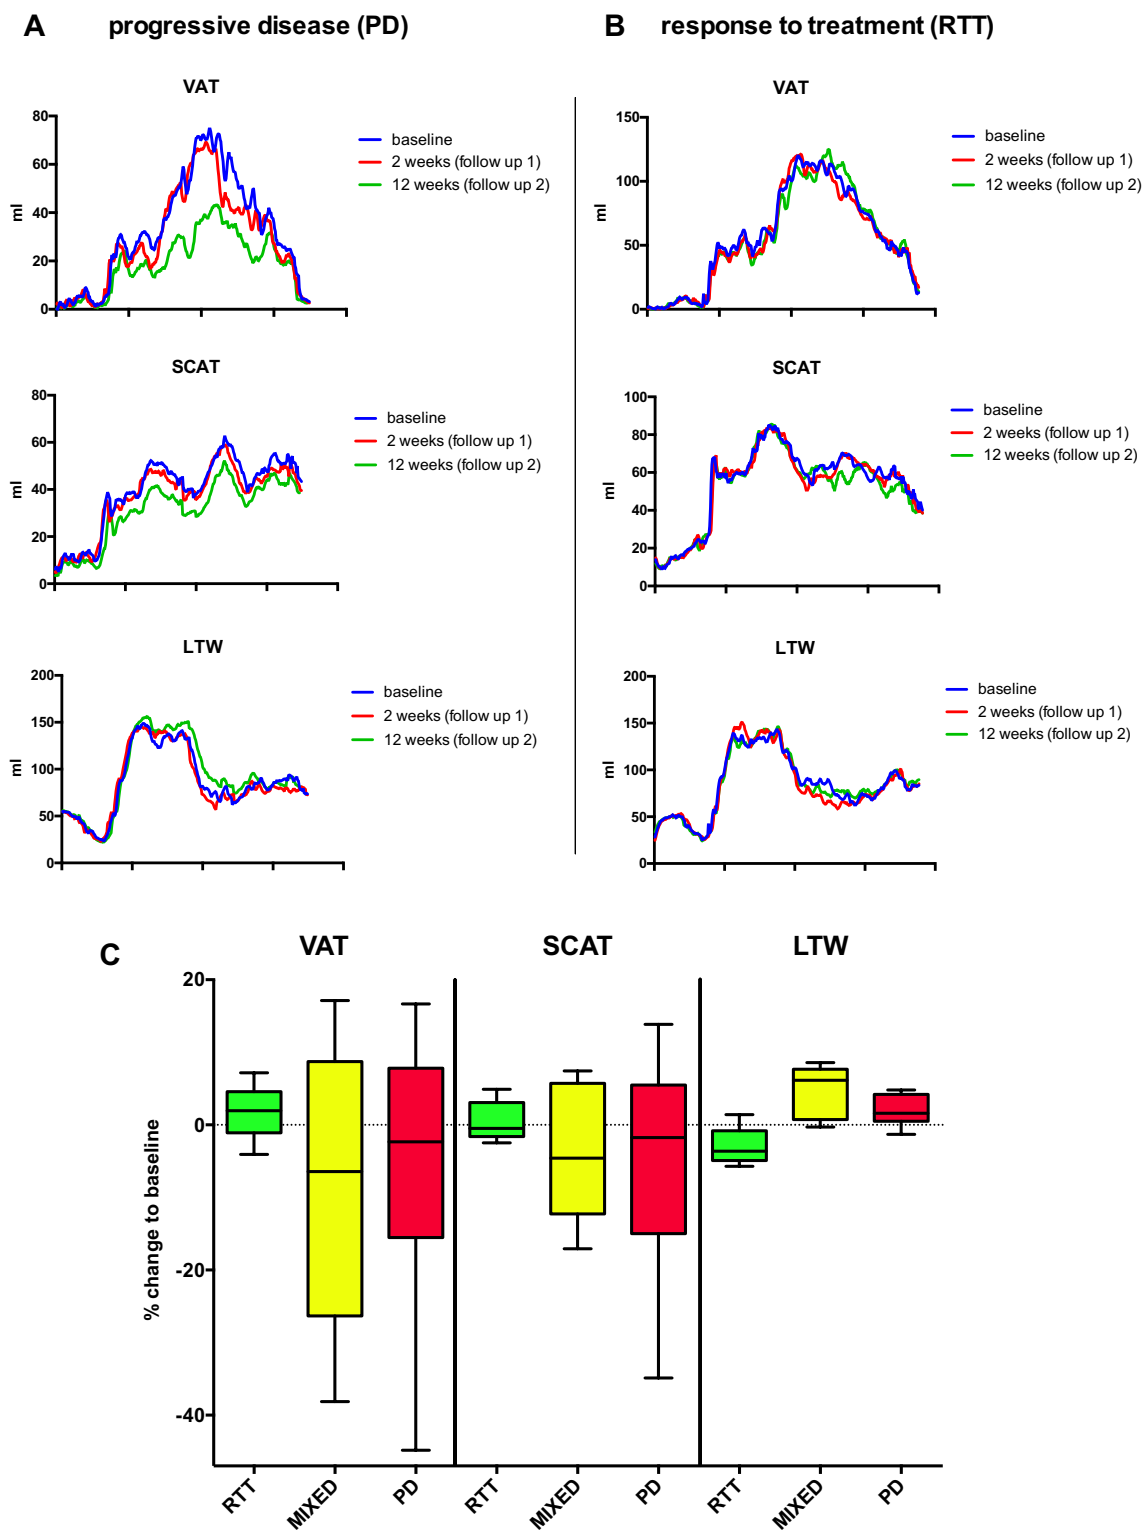 A progressive disease (PD)
B response to treatment (RTT)
VAT
80
60
40
20
0
ml
baseline
2 weeks (follow up 1)
12 weeks (follow up 2)
VAT
150
100
50
0
ml
baseline
2 weeks (follow up 1)
12 weeks (follow up 2)
SCAT
80
60
40
20
0
ml
baseline
2 weeks (follow up 1)
12 weeks (follow up 2)
SCAT
100
80
60
40
20
0
ml
baseline
2 weeks (follow up 1)
12 weeks (follow up 2)
LTW
200
150
100
50
0
ml
baseline
2 weeks (follow up 1)
12 weeks (follow up 2)
LTW
200
150
100
50
0
ml
baseline
2 weeks (follow up 1)
12 weeks (follow up 2)
C
VAT SCAT LTW
20
0
-20
-40
% change to baseline
RTT MIXED PD RTT MIXED PD RTT MIXED PD